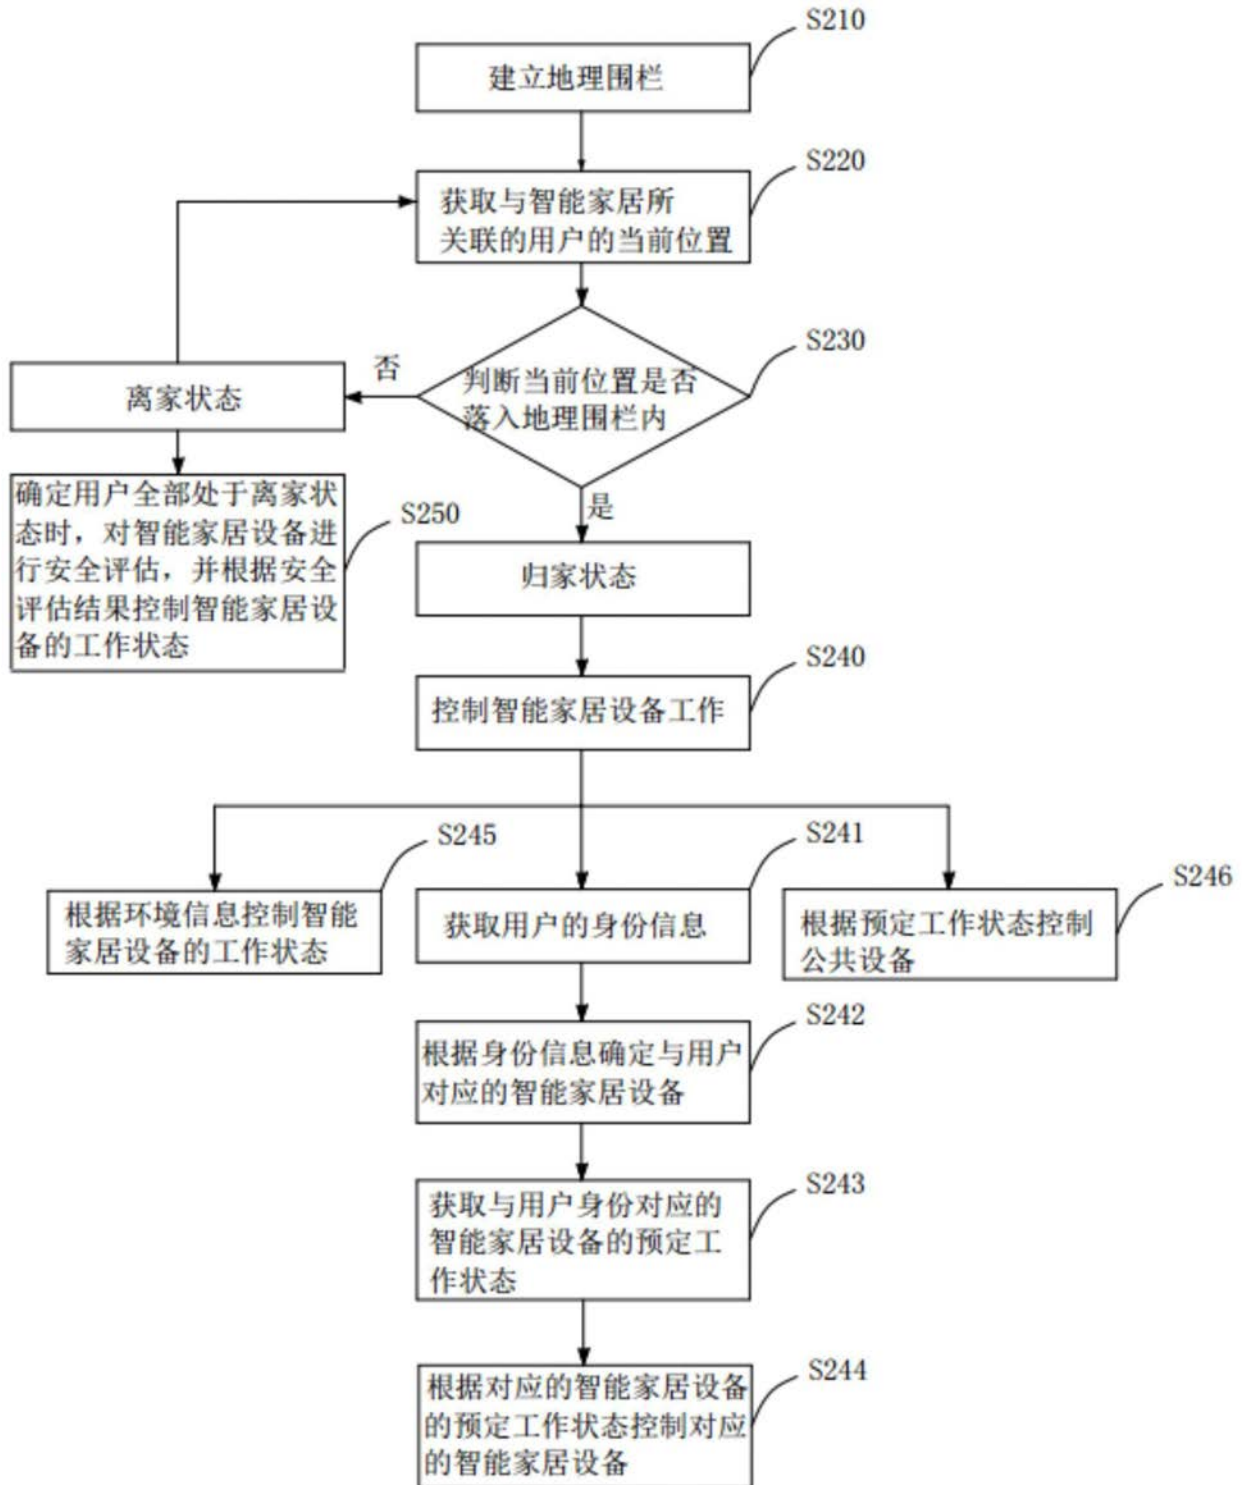 S210
建立地理围栏
S220
获取与智能家居所
关联的用户的当前位置
S230
判断当前位置是否
落入地理围栏内
否
离家状态
确定用户全部处于离家状
态时，对智能家居设备进
行安全评估，并根据安全
评估结果控制智能家居设
备的工作状态
S250
是
归家状态
S240
控制智能家居设备工作
S245
根据环境信息控制智能
家居设备的工作状态
S241
获取用户的身份信息
S246
根据预定工作状态控制
公共设备
S242
根据身份信息确定与用户
对应的智能家居设备
S243
获取与用户身份对应的
智能家居设备的预定工
作状态
S244
根据对应的智能家居设备
的预定工作状态控制对应
的智能家居设备